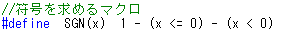 //符号を求めるマクロ
#define  SGN(x)  1 - (x <= 0) - (x < 0)